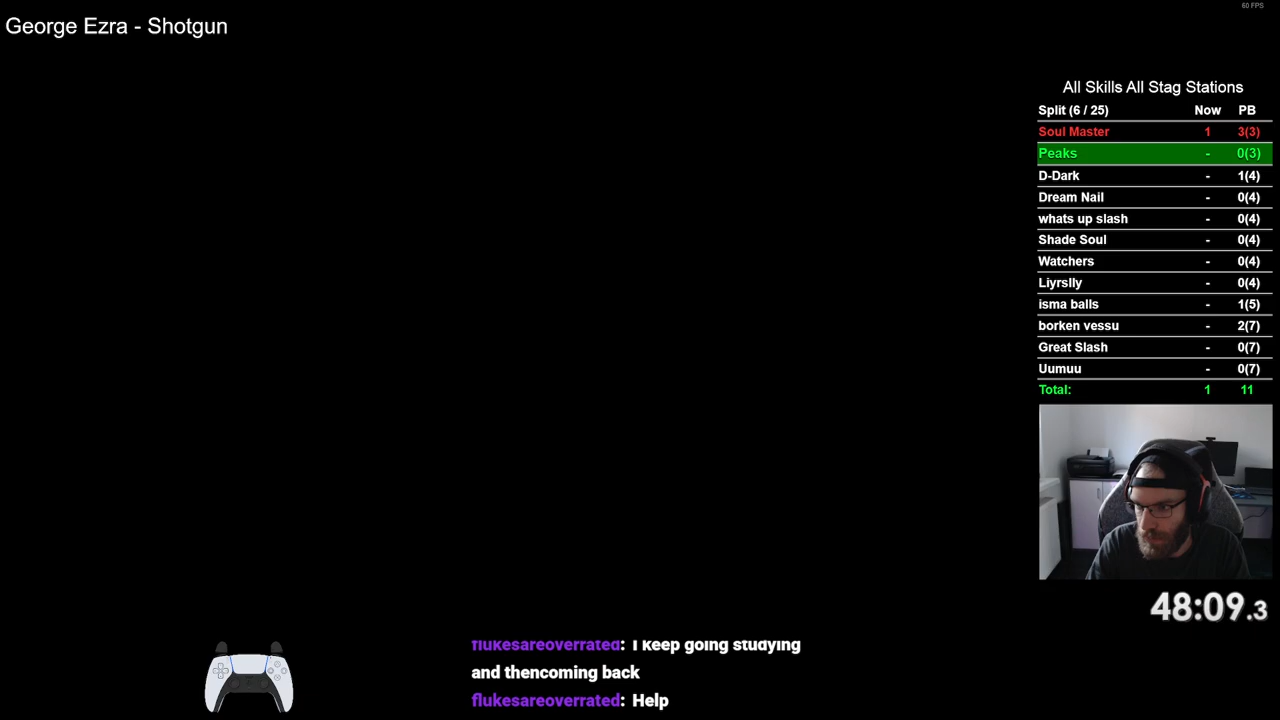 60 FPS
George Ezra - Shotgun
All Skills All Stag Stations
Split (6 / 25) Now PB
Soul Master 1 3(3)
Peaks - 0(3)
D-Dark - 1(4)
Dream Nail - 0(4)
whats up slash - 0(4)
Shade Soul - 0(4)
Watchers - 0(4)
Liyrslly - 0(4)
isma balls - 1(5)
borken vessu - 2(7)
Great Slash - 0(7)
Uumuu - 0(7)
Total: 1 11
48:09.3
flukesareoverrated: I keep going studying
and thencoming back
flukesareoverrated: Help